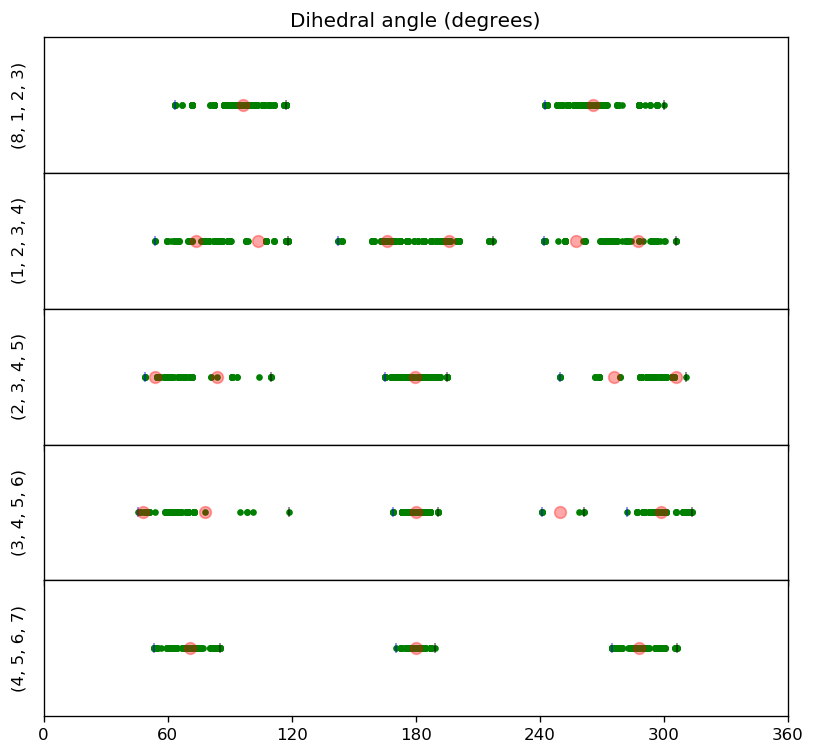 Dihedral angle (degrees)
(8, 1, 2, 3)
(1, 2, 3, 4)
(2, 3, 4, 5)
(3, 4, 5, 6)
(4, 5, 6, 7)
0 60 120 180 240 300 360